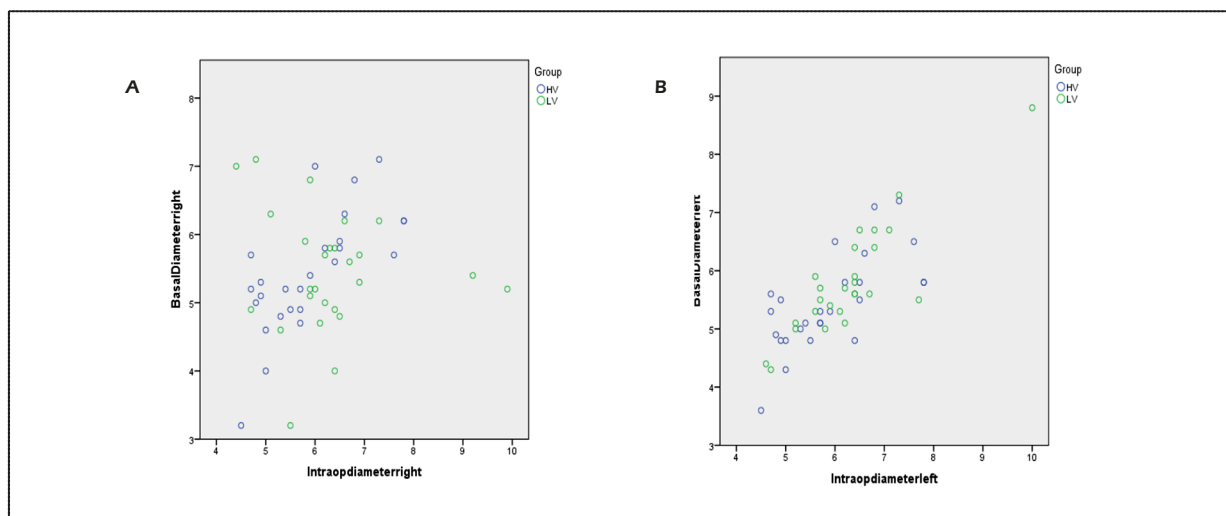 A
Group
HV
LV
8
7
6
5
4
3
BasalDiameterright
4 5 6 7 8 9 10
Intraopdiameterright
B
Group
HV
LV
9
8
7
6
5
4
3
BasalDiameterleft
4 5 6 7 8 9 10
Intraopdiameterleft